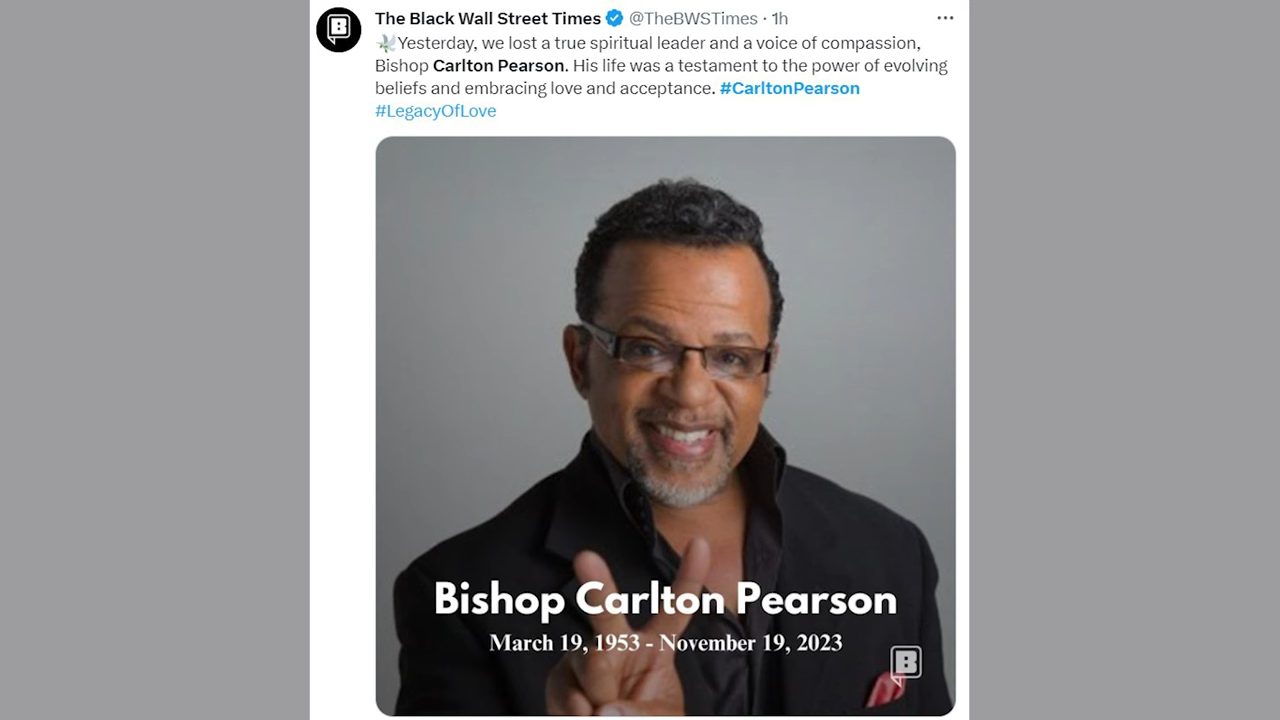 The Black Wall Street Times @TheBWSTimes · 1h
🕊️Yesterday, we lost a true spiritual leader and a voice of compassion,
Bishop Carlton Pearson. His life was a testament to the power of evolving
beliefs and embracing love and acceptance. #CarltonPearson
#LegacyOfLove
Bishop Carlton Pearson
March 19, 1953 - November 19, 2023
B